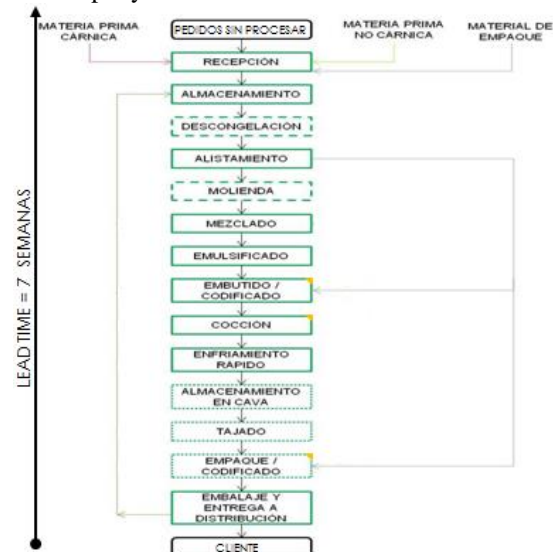 MATERIA PRIMA
CÁRNICA
PEDIDOS SIN PROCESAR
MATERIA PRIMA
NO CÁRNICA
MATERIAL DE
EMPAQUE
RECEPCIÓN
ALMACENAMIENTO
DESCONGELACIÓN
ALISTAMIENTO
MOLIENDA
MEZCLADO
EMULSIFICADO
EMBUTIDO /
CODIFICADO
COCCIÓN
ENFRIAMIENTO
RÁPIDO
ALMACENAMIENTO
EN CAVA
TAJADO
EMPAQUE /
CODIFICADO
EMBALAJE Y
ENTREGA A
DISTRIBUCIÓN
CLIENTE
LEAD TIME = 7 SEMANAS